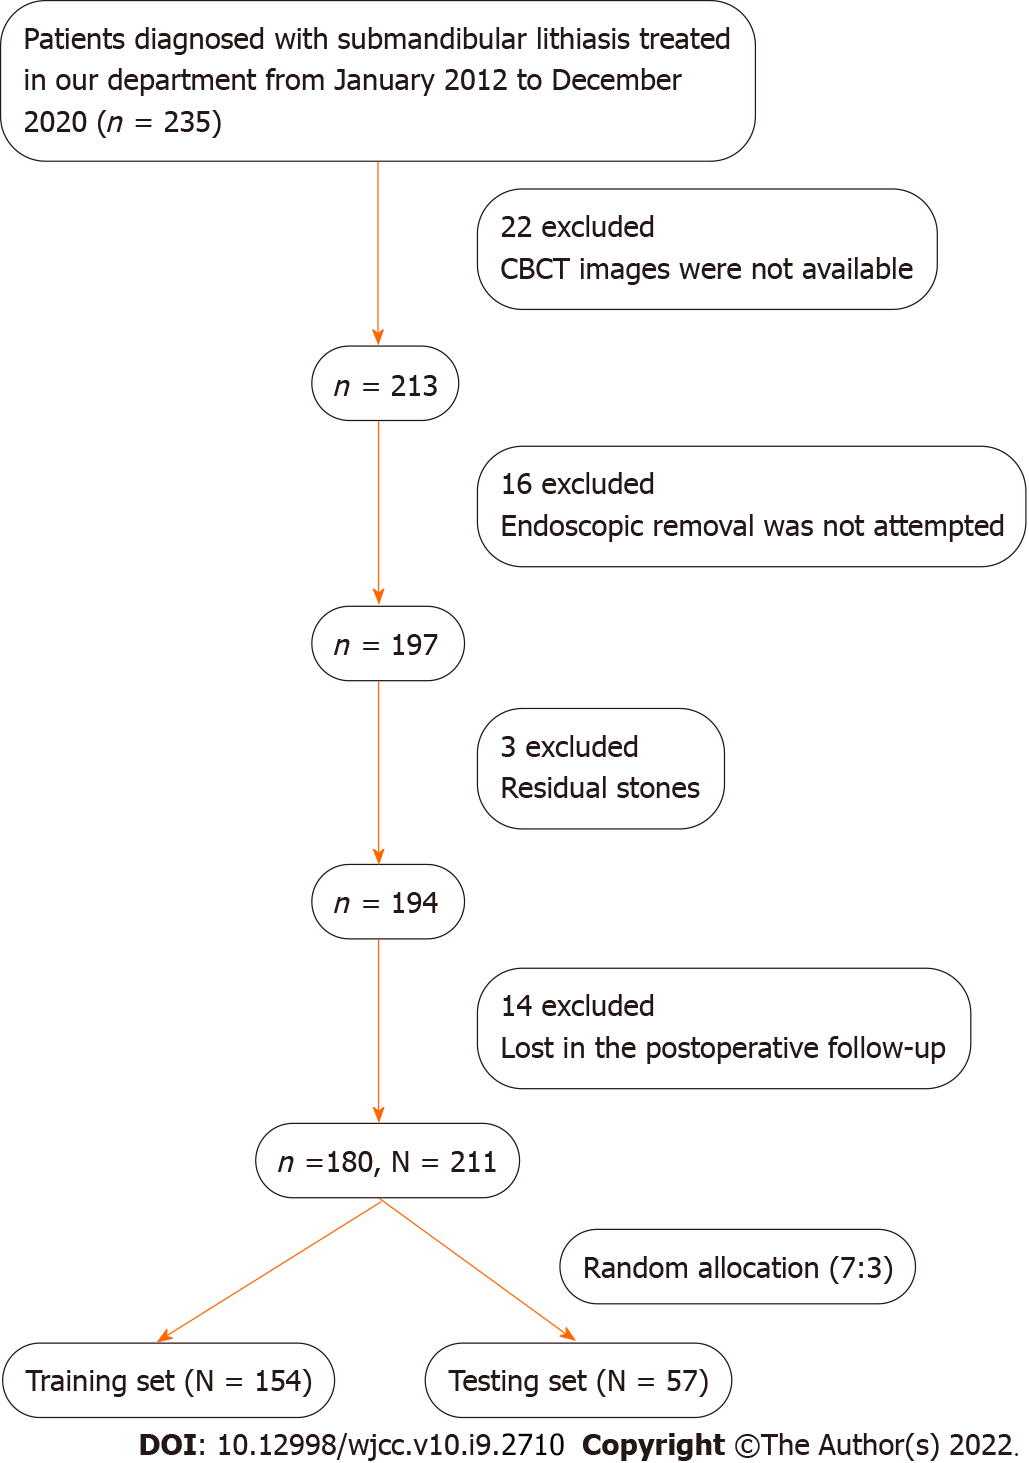 Patients diagnosed with submandibular lithiasis treated
in our department from January 2012 to December
2020 (n = 235)
22 excluded
CBCT images were not available
n = 213
16 excluded
Endoscopic removal was not attempted
n = 197
3 excluded
Residual stones
n = 194
14 excluded
Lost in the postoperative follow-up
n =180, N = 211
Random allocation (7:3)
Training set (N = 154)
Testing set (N = 57)
DOI: 10.12998/wjcc.v10.i9.2710 Copyright ©The Author(s) 2022.